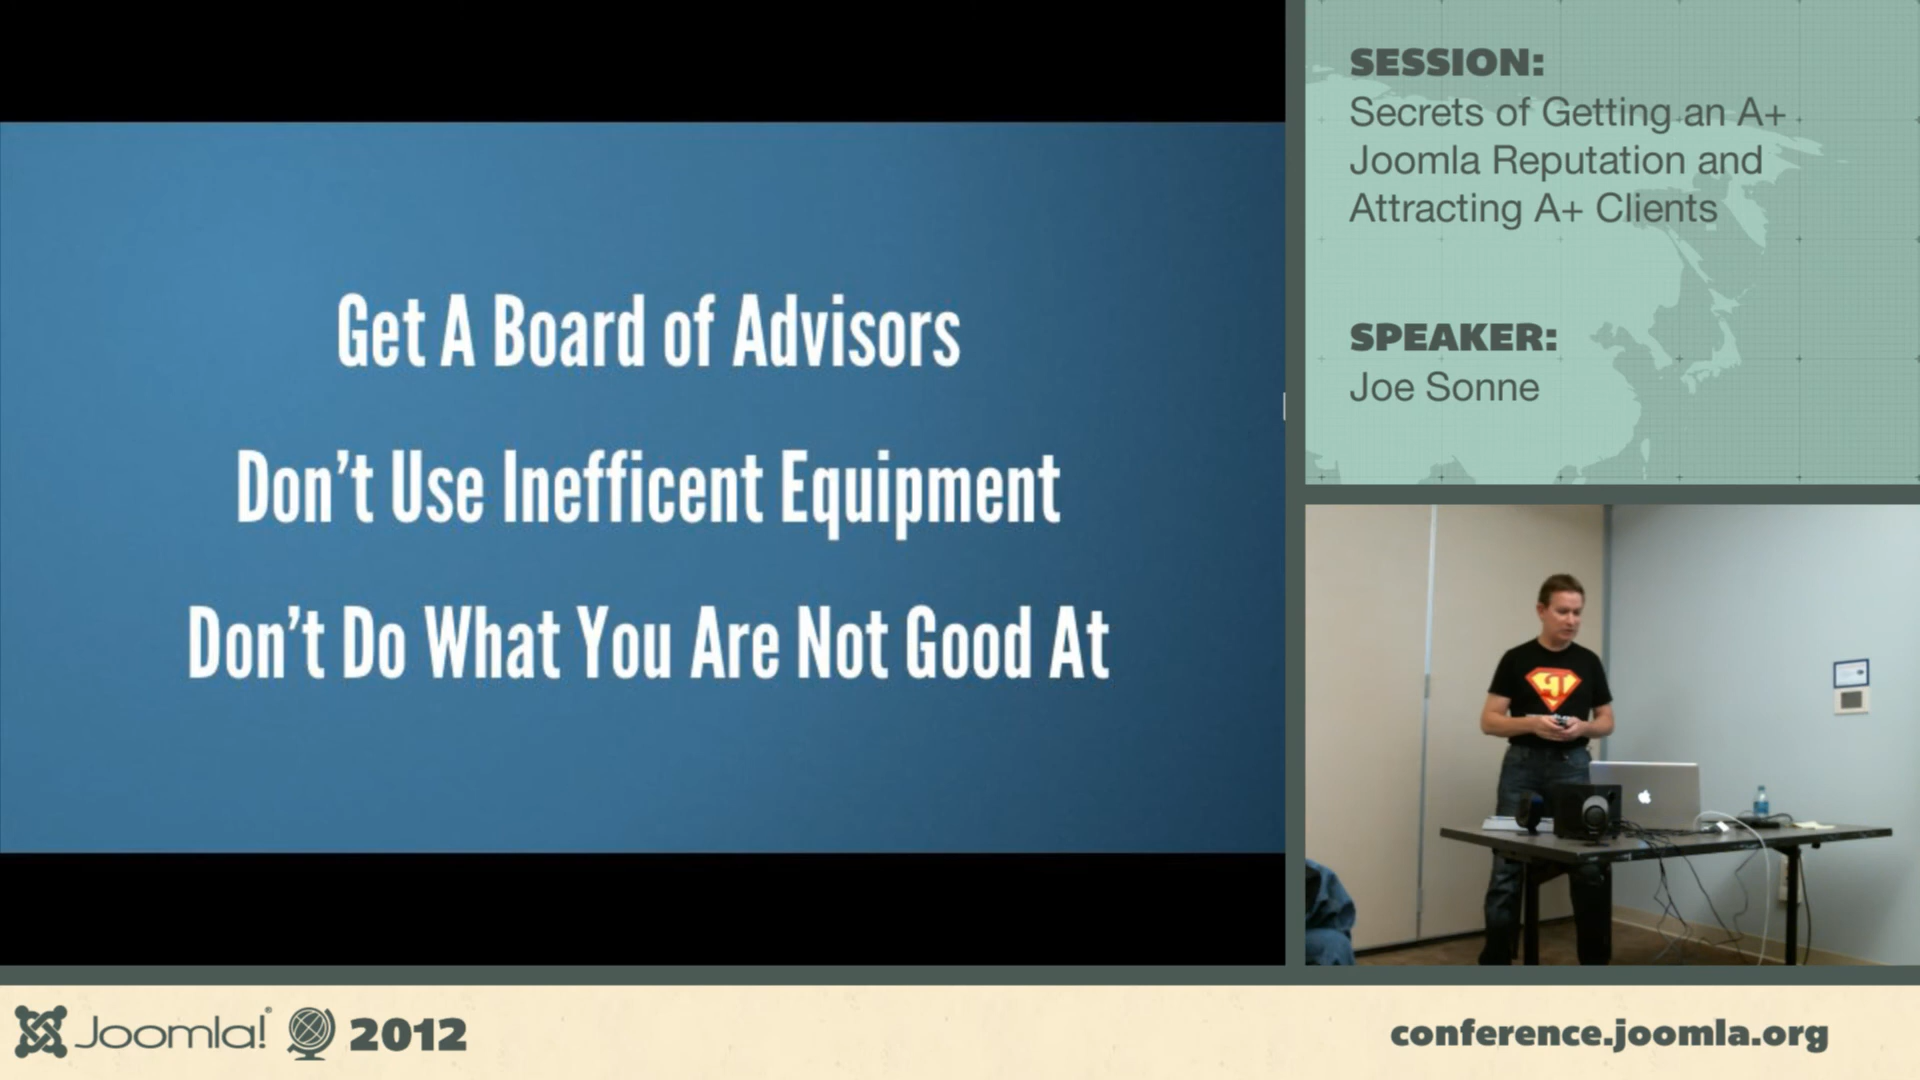 Get A Board of Advisors
Don't Use Inefficent Equipment
Don't Do What You Are Not Good At
SESSION:
Secrets of Getting an A+
Joomla Reputation and
Attracting A+ Clients
SPEAKER:
Joe Sonne
Joomla! 2012
conference.joomla.org